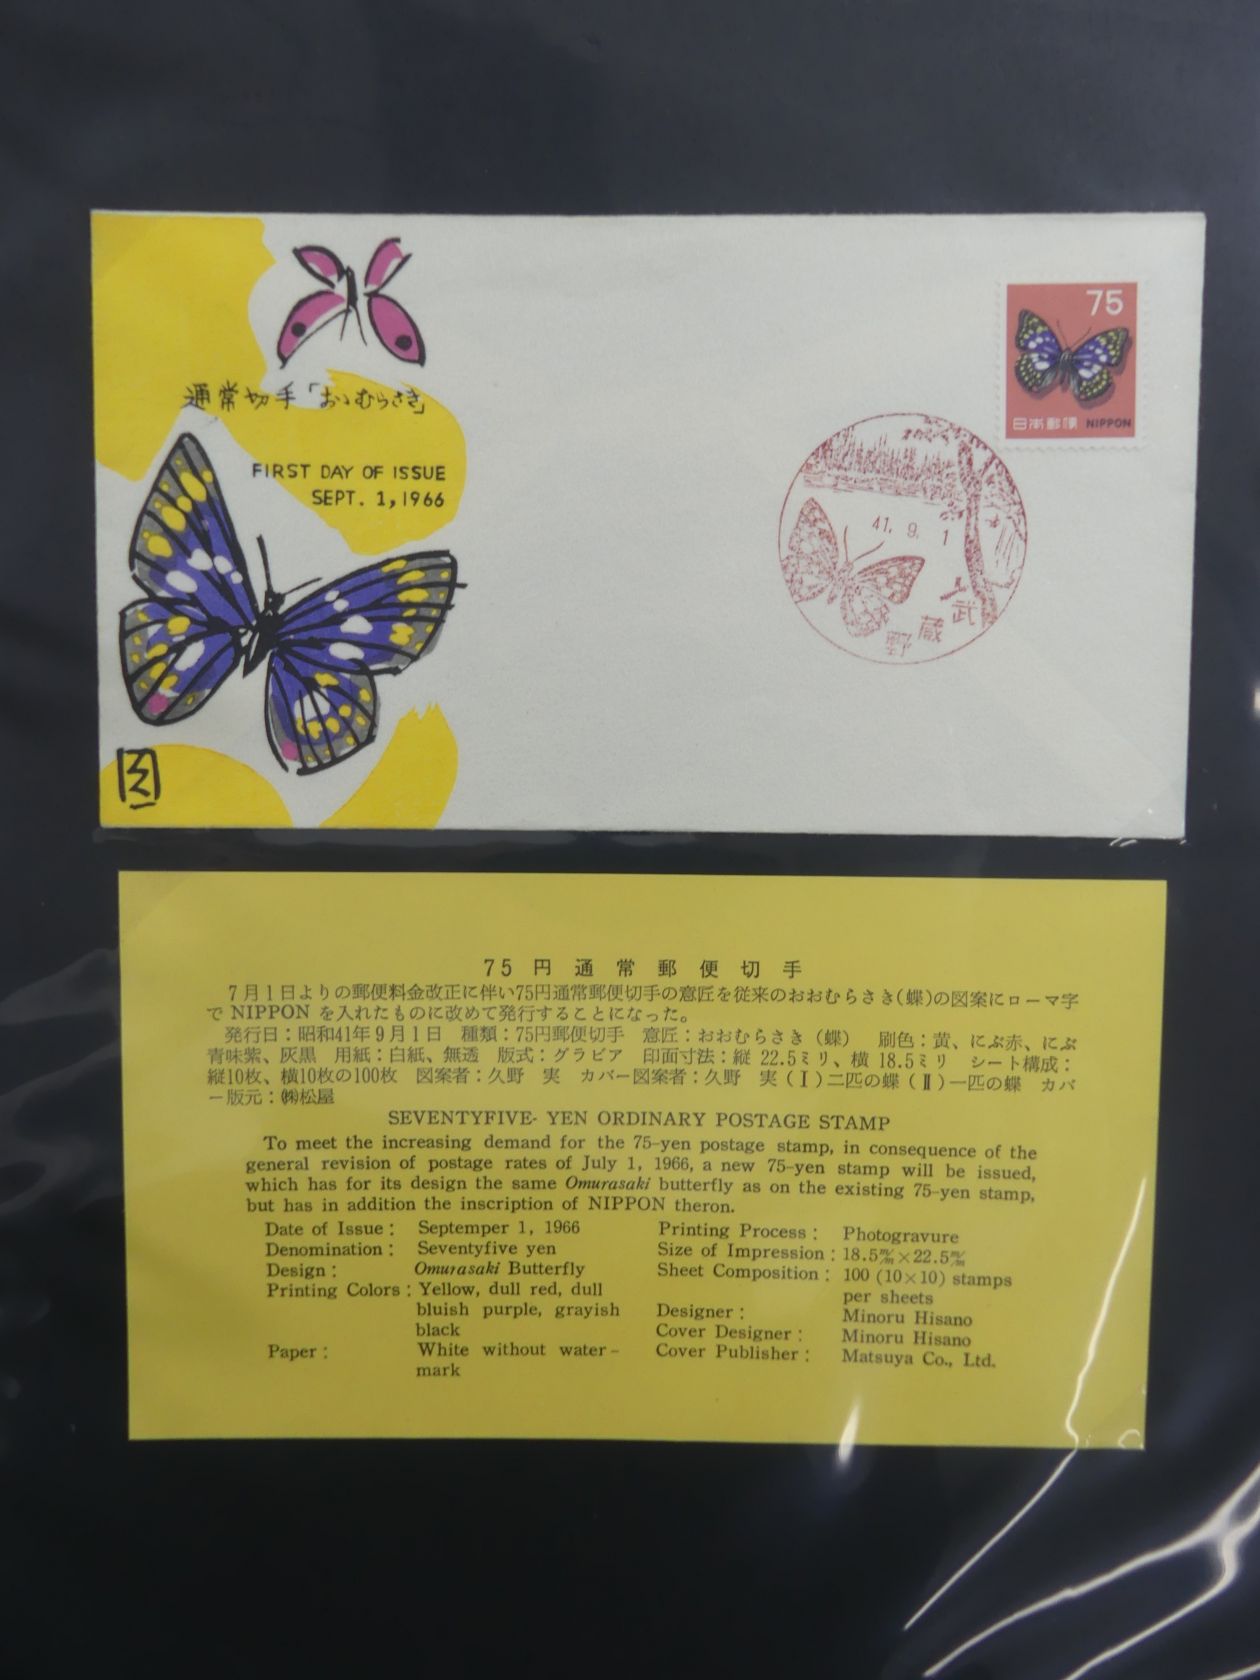 通常切手「おゝむらさき」
FIRST DAY OF ISSUE
SEPT. 1, 1966
75
日本郵便 NIPPON
41. 9. 1
武蔵野
75円通常郵便切手
7月1日よりの郵便料金改正に伴い75円通常郵便切手の意匠を従来のおおむらさき(蝶)の図案にローマ字
で NIPPON を入れたものに改めて発行することになった。
発行日:昭和41年9月1日 種類:75円郵便切手 意匠:おおむらさき(蝶) 刷色:黄、にぶ赤、にぶ
青味紫、灰黒 用紙:白紙、無透 版式:グラビア 印面寸法:縦 22.5ミリ、横 18.5ミリ シート構成:
縦10枚、横10枚の100枚 図案者:久野 実 カバー図案者:久野 実(Ⅰ)二匹の蝶(Ⅱ)一匹の蝶 カバ
ー版元:㈱松屋
SEVENTYFIVE- YEN ORDINARY POSTAGE STAMP
To meet the increasing demand for the 75-yen postage stamp, in consequence of the
general revision of postage rates of July 1, 1966, a new 75-yen stamp will be issued,
which has for its design the same Omurasaki butterfly as on the existing 75-yen stamp,
but has in addition the inscription of NIPPON theron.
Date of Issue: Septemper 1, 1966
Denomination: Seventyfive yen
Design: Omurasaki Butterfly
Printing Colors: Yellow, dull red, dull
bluish purple, grayish
black
Paper: White without water-
mark
Printing Process: Photogravure
Size of Impression: 18.5㎜×22.5㎜
Sheet Composition: 100 (10×10) stamps
per sheets
Designer: Minoru Hisano
Cover Designer: Minoru Hisano
Cover Publisher: Matsuya Co., Ltd.